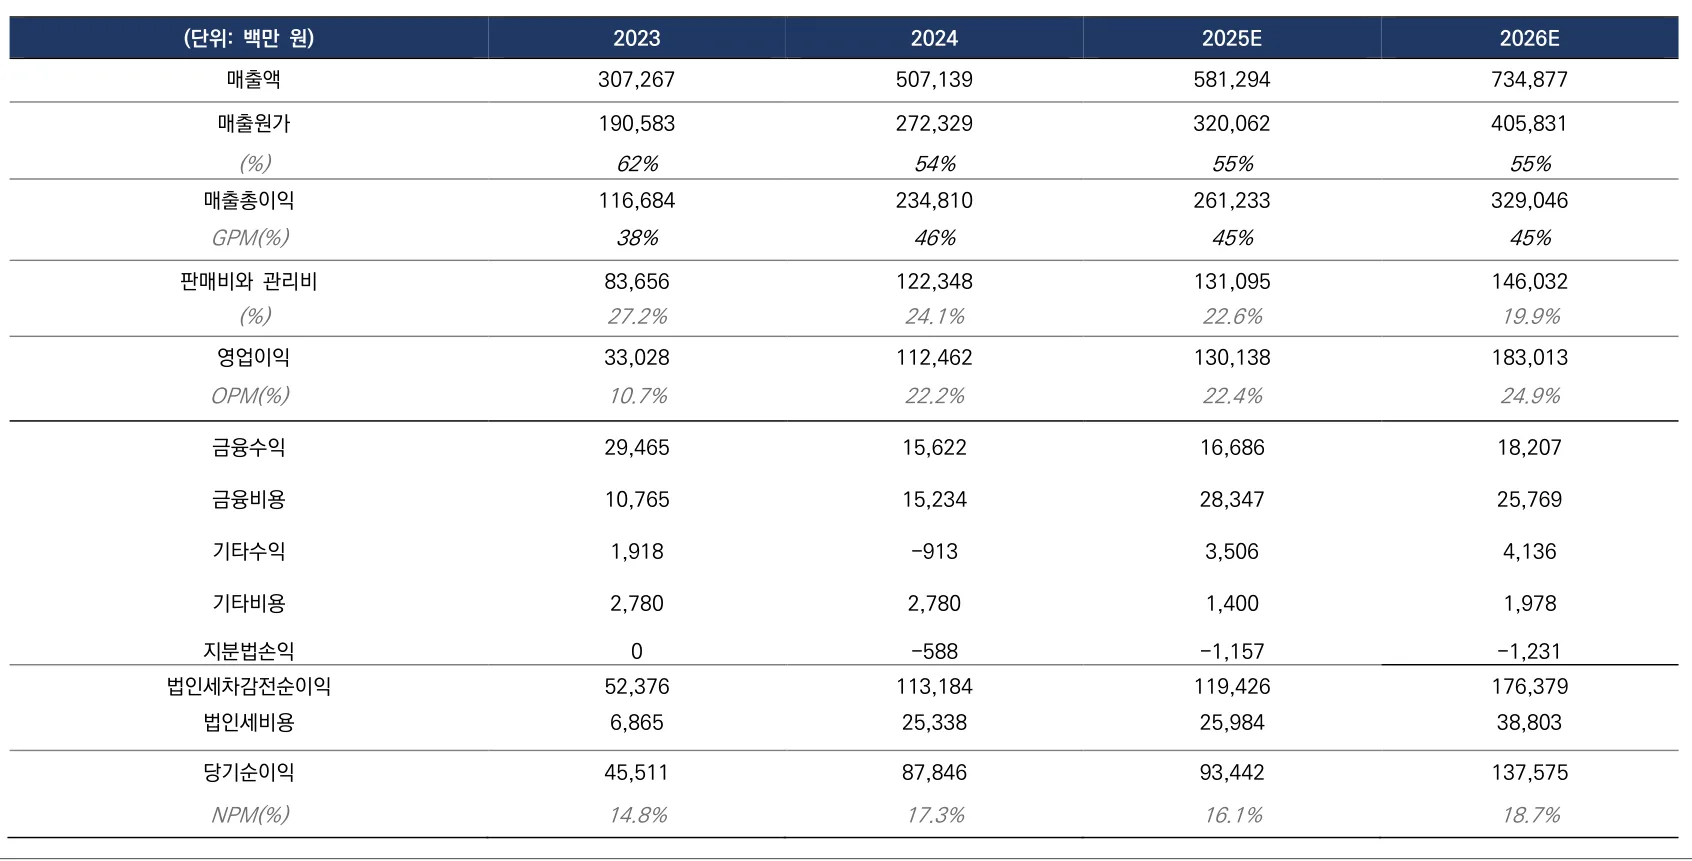 (단위: 백만 원) 2023 2024 2025E 2026E
매출액 307,267 507,139 581,294 734,877
매출원가 190,583 272,329 320,062 405,831
(%) 62% 54% 55% 55%
매출총이익 116,684 234,810 261,233 329,046
GPM(%) 38% 46% 45% 45%
판매비와 관리비 83,656 122,348 131,095 146,032
(%) 27.2% 24.1% 22.6% 19.9%
영업이익 33,028 112,462 130,138 183,013
OPM(%) 10.7% 22.2% 22.4% 24.9%
금융수익 29,465 15,622 16,686 18,207
금융비용 10,765 15,234 28,347 25,769
기타수익 1,918 -913 3,506 4,136
기타비용 2,780 2,780 1,400 1,978
지분법손익 0 -588 -1,157 -1,231
법인세차감전순이익 52,376 113,184 119,426 176,379
법인세비용 6,865 25,338 25,984 38,803
당기순이익 45,511 87,846 93,442 137,575
NPM(%) 14.8% 17.3% 16.1% 18.7%